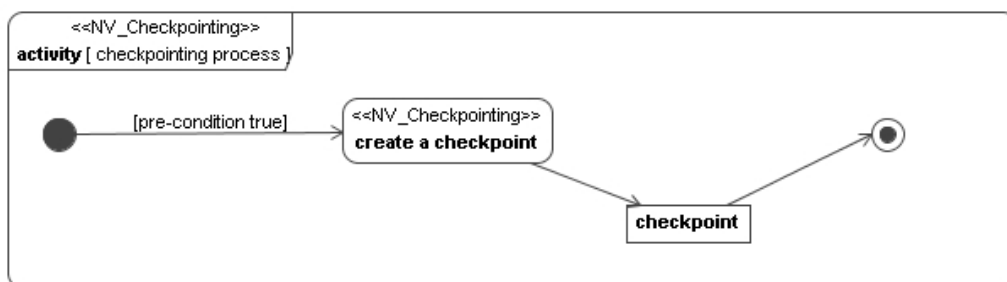 <<NV_Checkpointing>>
activity [ checkpointing process ]
[pre-condition true]
<<NV_Checkpointing>>
create a checkpoint
checkpoint